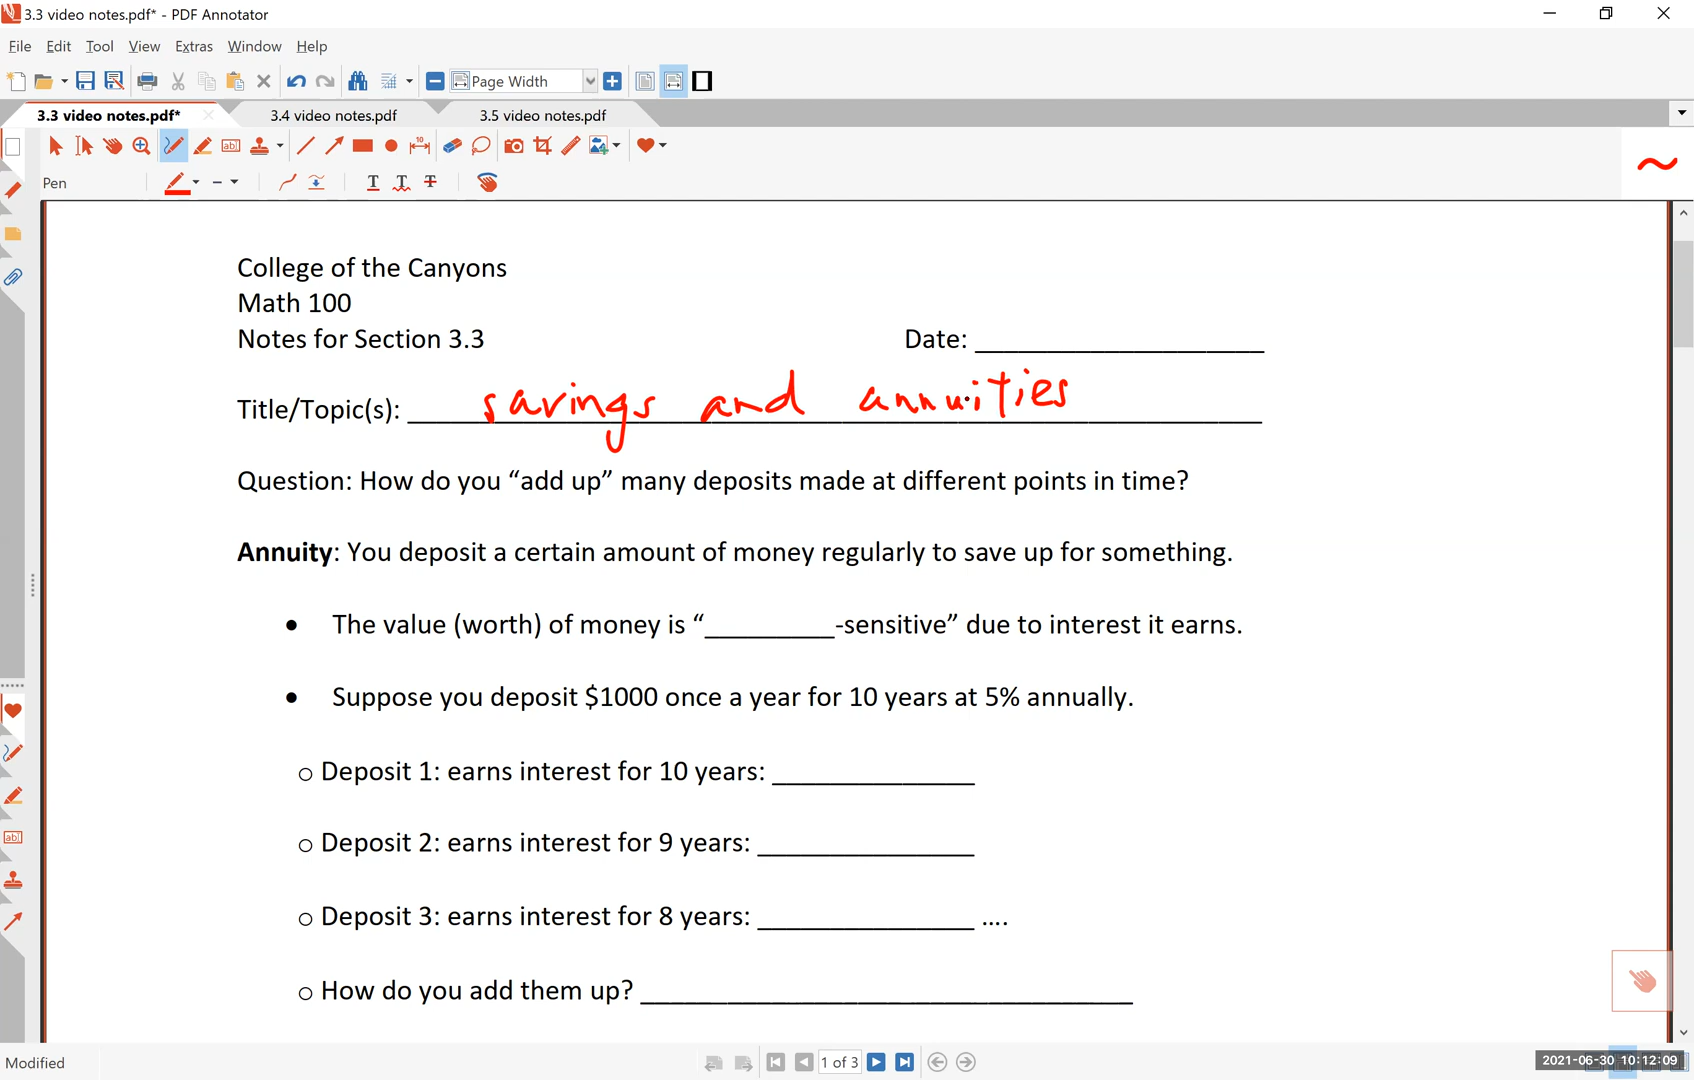 3.3 video notes.pdf* - PDF Annotator
File Edit Tool View Extras Window Help
Page Width
3.3 video notes.pdf* 3.4 video notes.pdf 3.5 video notes.pdf
Pen
College of the Canyons
Math 100
Notes for Section 3.3 Date: ____________________
Title/Topic(s): savings and annuities
Question: How do you “add up” many deposits made at different points in time?
Annuity: You deposit a certain amount of money regularly to save up for something.
• The value (worth) of money is “_________-sensitive” due to interest it earns.
• Suppose you deposit $1000 once a year for 10 years at 5% annually.
o Deposit 1: earns interest for 10 years: ______________
o Deposit 2: earns interest for 9 years: _______________
o Deposit 3: earns interest for 8 years: _______________ ....
o How do you add them up? __________________________________
Modified 1 of 3 2021-06-30 10:12:09